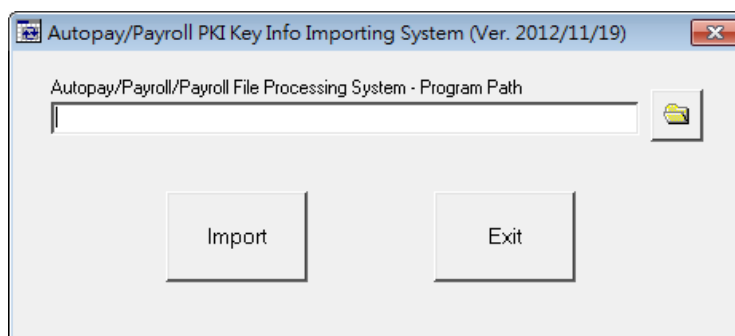 Autopay/Payroll PKI Key Info Importing System (Ver. 2012/11/19)
Autopay/Payroll/Payroll File Processing System - Program Path
Import
Exit